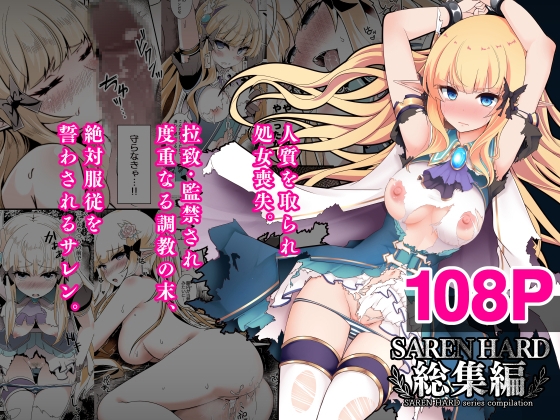 人質を取られ
処女喪失。
拉致・監禁され
度重なる調教の末、
絶対服従を
誓わされるサレン。
守らなきゃ…!!
108P
SAREN HARD
総集編
SAREN HARD series compilation